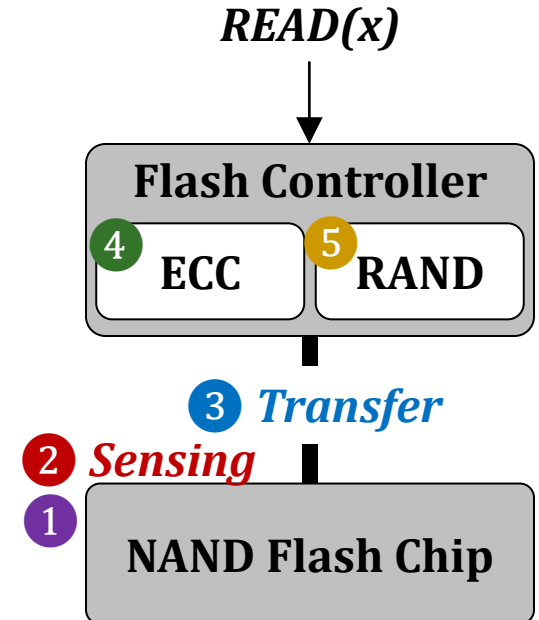 READ(x)
Flash Controller
4 ECC
5 RAND
3 Transfer
2 Sensing
1
NAND Flash Chip